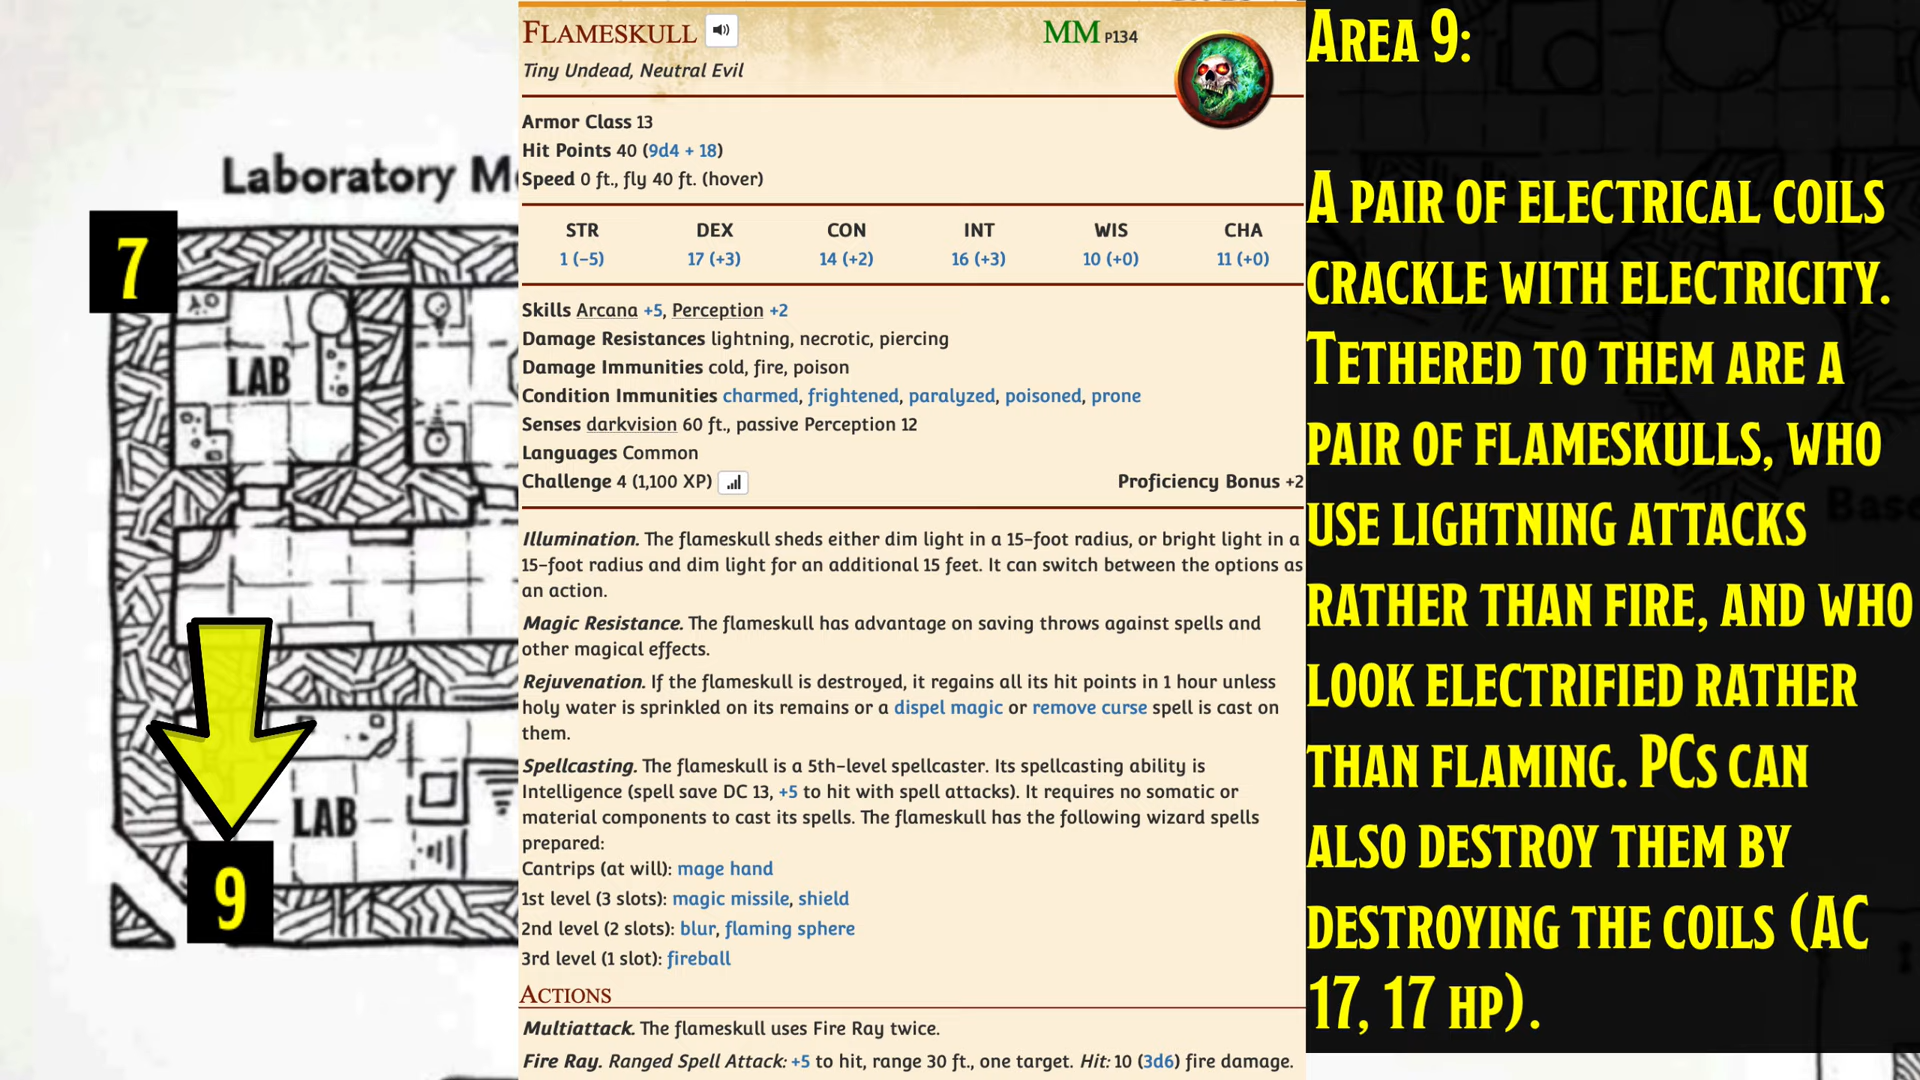 Laboratory M
7
LAB
LAB
9
FLAMESKULL
MM P134
Tiny Undead, Neutral Evil
Armor Class 13
Hit Points 40 (9d4 + 18)
Speed 0 ft., fly 40 ft. (hover)
STR DEX CON INT WIS CHA
1 (−5) 17 (+3) 14 (+2) 16 (+3) 10 (+0) 11 (+0)
Skills Arcana +5, Perception +2
Damage Resistances lightning, necrotic, piercing
Damage Immunities cold, fire, poison
Condition Immunities charmed, frightened, paralyzed, poisoned, prone
Senses darkvision 60 ft., passive Perception 12
Languages Common
Challenge 4 (1,100 XP) Proficiency Bonus +2
Illumination. The flameskull sheds either dim light in a 15-foot radius, or bright light in a
15-foot radius and dim light for an additional 15 feet. It can switch between the options as
an action.
Magic Resistance. The flameskull has advantage on saving throws against spells and
other magical effects.
Rejuvenation. If the flameskull is destroyed, it regains all its hit points in 1 hour unless
holy water is sprinkled on its remains or a dispel magic or remove curse spell is cast on
them.
Spellcasting. The flameskull is a 5th-level spellcaster. Its spellcasting ability is
Intelligence (spell save DC 13, +5 to hit with spell attacks). It requires no somatic or
material components to cast its spells. The flameskull has the following wizard spells
prepared:
Cantrips (at will): mage hand
1st level (3 slots): magic missile, shield
2nd level (2 slots): blur, flaming sphere
3rd level (1 slot): fireball
ACTIONS
Multiattack. The flameskull uses Fire Ray twice.
Fire Ray. Ranged Spell Attack: +5 to hit, range 30 ft., one target. Hit: 10 (3d6) fire damage.
AREA 9:
A PAIR OF ELECTRICAL COILS
CRACKLE WITH ELECTRICITY.
TETHERED TO THEM ARE A
PAIR OF FLAMESKULLS, WHO
USE LIGHTNING ATTACKS
RATHER THAN FIRE, AND WHO
LOOK ELECTRIFIED RATHER
THAN FLAMING. PCS CAN
ALSO DESTROY THEM BY
DESTROYING THE COILS (AC
17, 17 HP).
Base